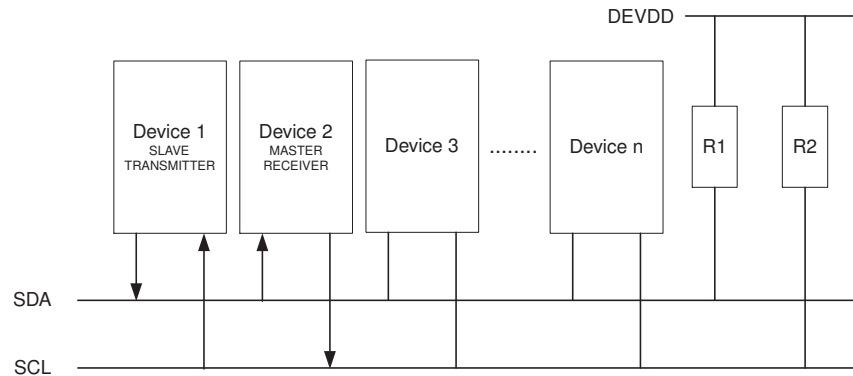 DEVDD
Device 1
SLAVE
TRANSMITTER
Device 2
MASTER
RECEIVER
Device 3
........
Device n
R1
R2
SDA
SCL